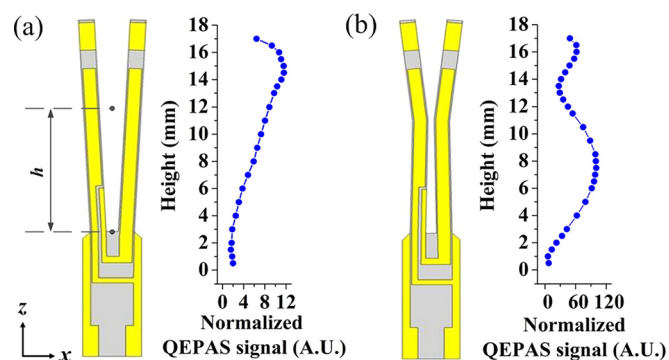 (a)
18
16
14
12
10
8
6
4
2
0
Height (mm)
0 4 8 12
Normalized
QEPAS signal (A.U.)
h
z
x
(b)
18
16
14
12
10
8
6
4
2
0
Height (mm)
0 60 120
Normalized
QEPAS signal (A.U.)